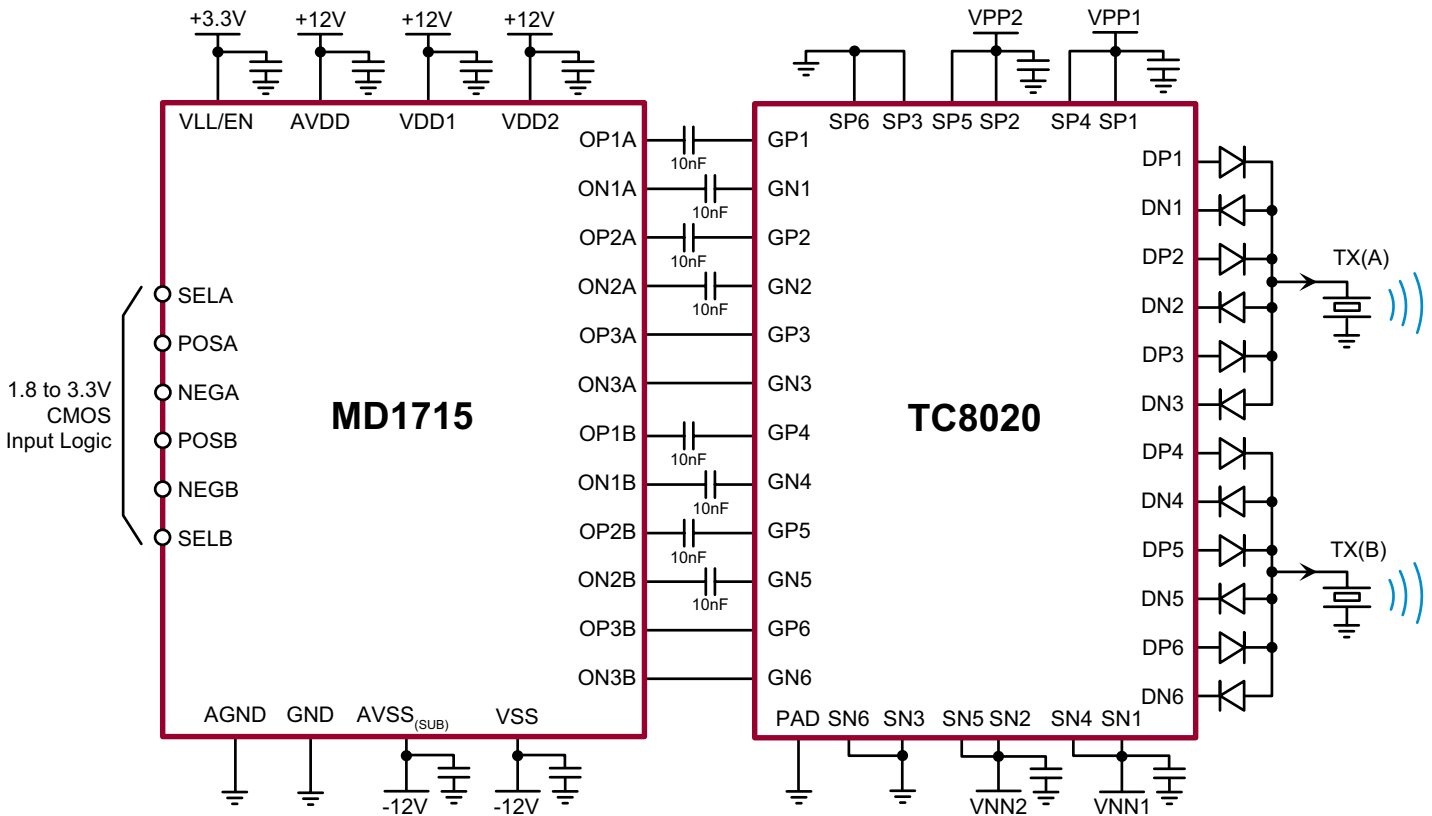 +3.3V +12V +12V +12V
VPP2 VPP1
VLL/EN AVDD VDD1 VDD2
SP6 SP3 SP5 SP2 SP4 SP1
OP1A 10nF GP1
ON1A 10nF GN1
OP2A 10nF GP2
ON2A 10nF GN2
OP3A GP3
ON3A GN3
OP1B 10nF GP4
ON1B 10nF GN4
OP2B 10nF GP5
ON2B 10nF GN5
OP3B GP6
ON3B GN6
SELA
POSA
NEGA
POSB
NEGB
SELB
1.8 to 3.3V
CMOS
Input Logic
MD1715
TC8020
DP1
DN1
DP2
DN2
DP3
DN3
DP4
DN4
DP5
DN5
DP6
DN6
TX(A)
TX(B)
AGND GND AVSS(SUB) VSS
-12V -12V
PAD SN6 SN3 SN5 SN2 SN4 SN1
VNN2 VNN1